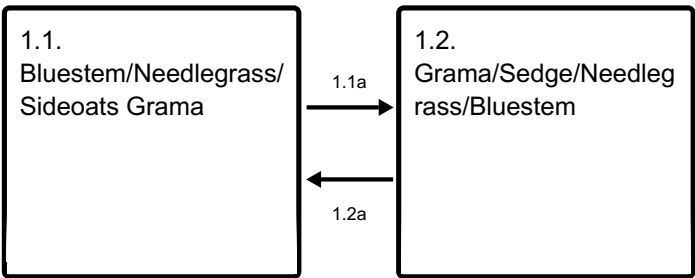 1.1.
Bluestem/Needlegrass/
Sideoats Grama
1.1a
1.2.
Grama/Sedge/Needleg
rass/Bluestem
1.2a